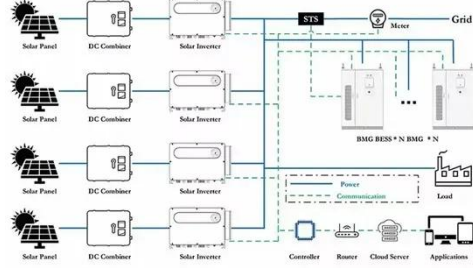 STS
Meter
Grid
Solar Panel DC Combiner Solar Inverter
Solar Panel DC Combiner Solar Inverter
BMG BESS * N BMG * N
Solar Panel DC Combiner Solar Inverter
Power
Communication
Load
Solar Panel DC Combiner Solar Inverter
Controller Router Cloud Server Applications